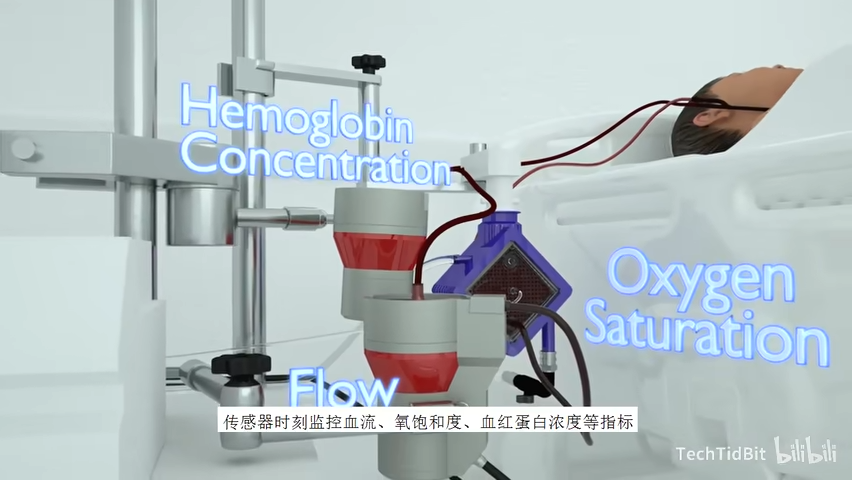 Hemoglobin
Concentration
Oxygen
Saturation
Flow
传感器时刻监控血流、氧饱和度、血红蛋白浓度等指标
TechTidBit bilibili